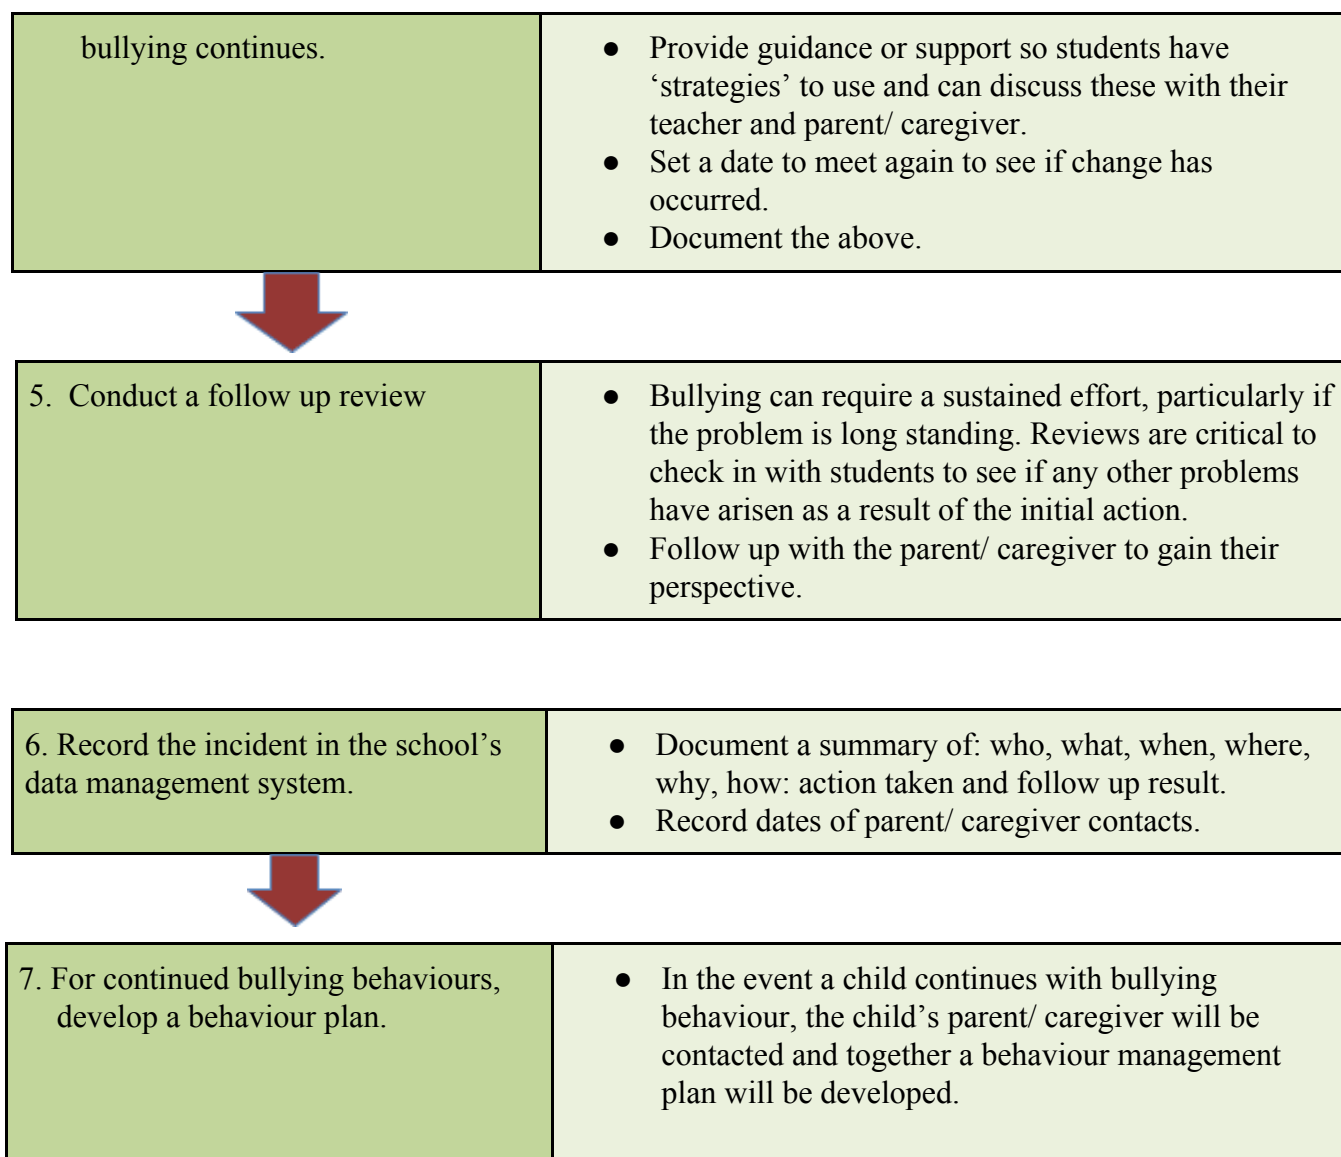 bullying continues.
● Provide guidance or support so students have
‘strategies’ to use and can discuss these with their
teacher and parent/ caregiver.
● Set a date to meet again to see if change has
occurred.
● Document the above.
5.  Conduct a follow up review
● Bullying can require a sustained effort, particularly if
the problem is long standing. Reviews are critical to
check in with students to see if any other problems
have arisen as a result of the initial action.
● Follow up with the parent/ caregiver to gain their
perspective.
6. Record the incident in the school’s
data management system.
● Document a summary of: who, what, when, where,
why, how: action taken and follow up result.
● Record dates of parent/ caregiver contacts.
7. For continued bullying behaviours,
develop a behaviour plan.
● In the event a child continues with bullying
behaviour, the child’s parent/ caregiver will be
contacted and together a behaviour management
plan will be developed.